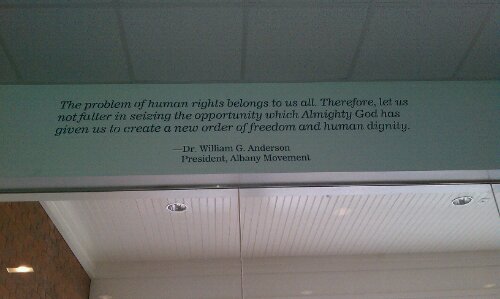 The problem of human rights belongs to us all. Therefore, let us
not falter in seizing the opportunity which Almighty God has
given us to create a new order of freedom and human dignity.
—Dr. William G. Anderson
President, Albany Movement